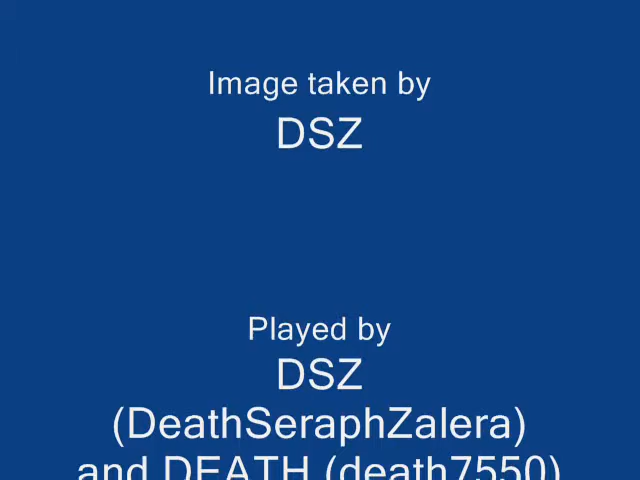 Image taken by
DSZ
Played by
DSZ
(DeathSeraphZalera)
and DEATH (death7550)